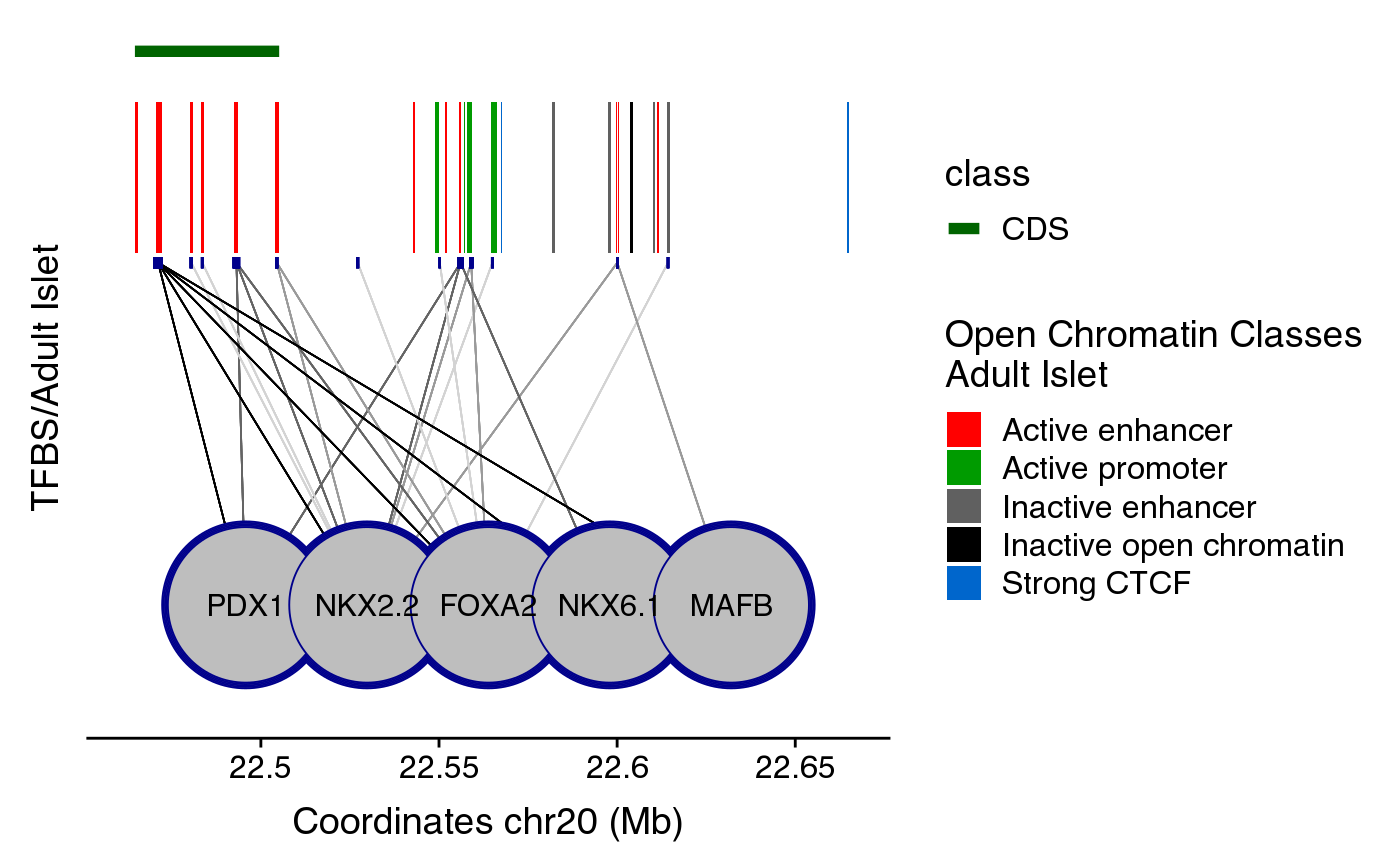 TFBS/Adult Islet
PDX1
NKX2.2
FOXA2
NKX6.1
MAFB
22.5
22.55
22.6
22.65
Coordinates chr20 (Mb)
class
CDS
Open Chromatin Classes
Adult Islet
Active enhancer
Active promoter
Inactive enhancer
Inactive open chromatin
Strong CTCF